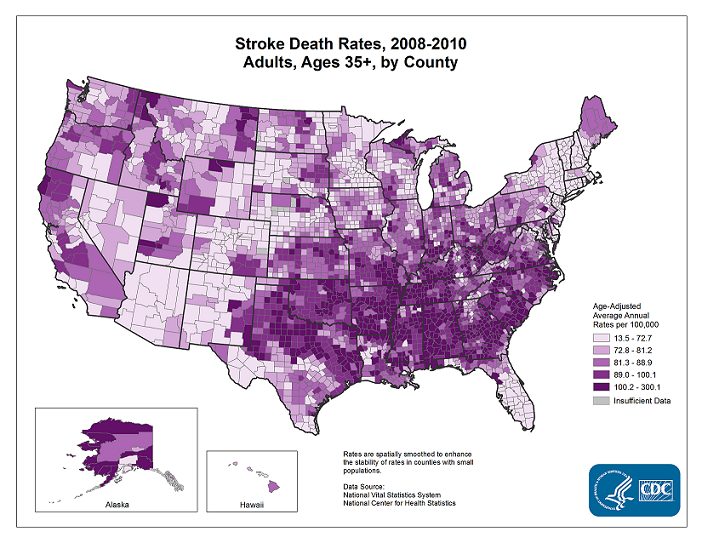 Stroke Death Rates, 2008-2010
Adults, Ages 35+, by County
Age-Adjusted
Average Annual
Rates per 100,000
13.5 - 72.7
72.8 - 81.2
81.3 - 88.9
89.0 - 100.1
100.2 - 300.1
Insufficient Data
Alaska
Hawaii
Rates are spatially smoothed to enhance
the stability of rates in counties with small
populations.
Data Source:
National Vital Statistics System
National Center for Health Statistics
CDC